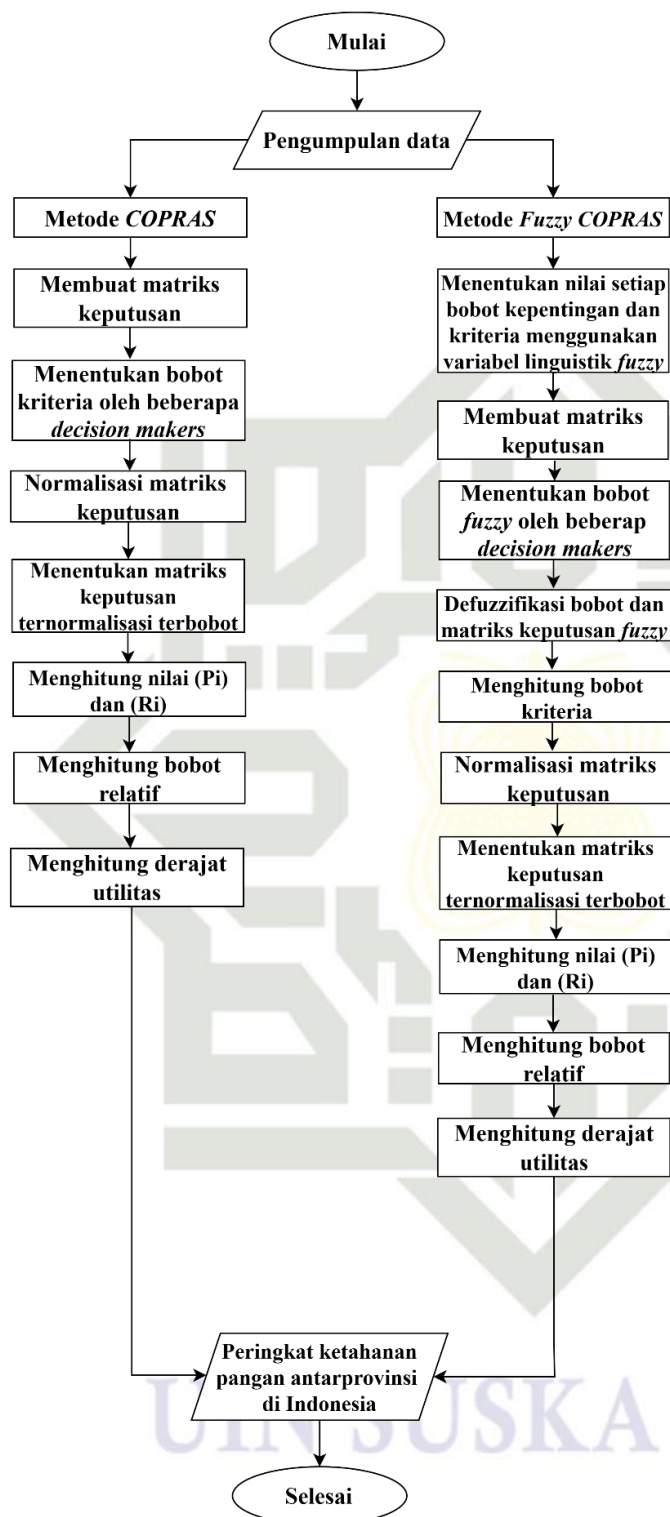 Mulai
Pengumpulan data
Metode COPRAS
Membuat matriks
keputusan
Menentukan bobot
kriteria oleh beberapa
decision makers
Normalisasi matriks
keputusan
Menentukan matriks
keputusan
ternormalisasi terbobot
Menghitung nilai (Pi)
dan (Ri)
Menghitung bobot
relatif
Menghitung derajat
utilitas
Metode Fuzzy COPRAS
Menentukan nilai setiap
bobot kepentingan dan
kriteria menggunakan
variabel linguistik fuzzy
Membuat matriks
keputusan
Menentukan bobot
fuzzy oleh beberap
decision makers
Defuzzifikasi bobot dan
matriks keputusan fuzzy
Menghitung bobot
kriteria
Normalisasi matriks
keputusan
Menentukan matriks
keputusan
ternormalisasi terbobot
Menghitung nilai (Pi)
dan (Ri)
Menghitung bobot
relatif
Menghitung derajat
utilitas
Peringkat ketahanan
pangan antarprovinsi
di Indonesia
UIN SUSKA
Selesai